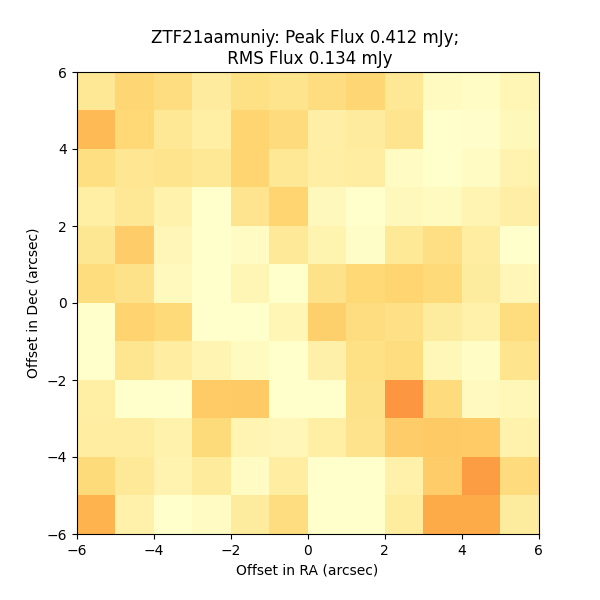 ZTF21aamuniy: Peak Flux 0.412 mJy;
RMS Flux 0.134 mJy
6
4
2
0
−2
−4
−6
Offset in Dec (arcsec)
−6 −4 −2 0 2 4 6
Offset in RA (arcsec)